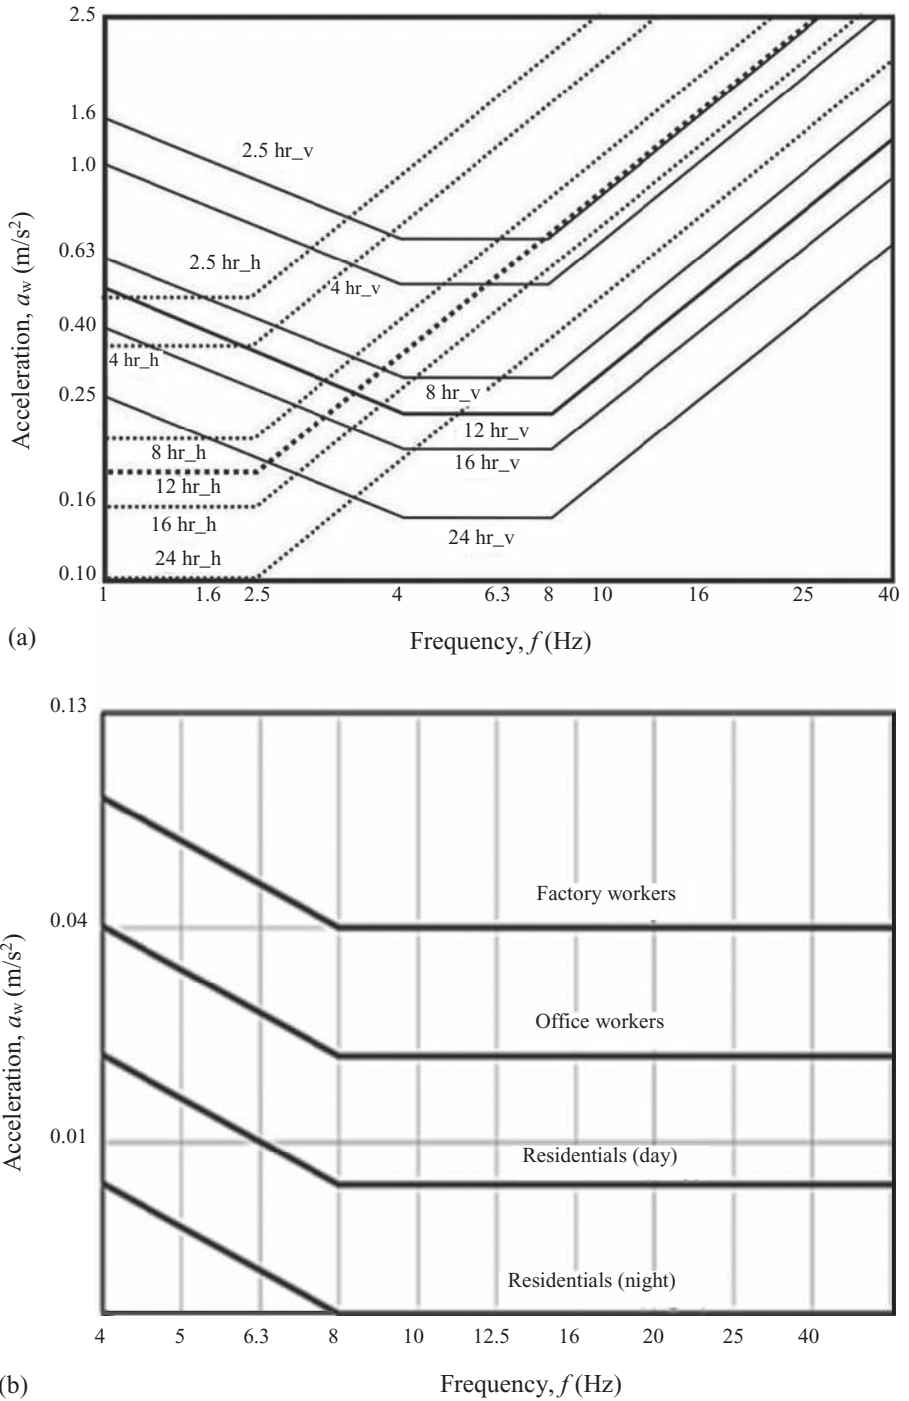 2.5
1.6
1.0
0.63
0.40
0.25
0.16
0.10
Acceleration, a_w (m/s²)
2.5 hr_v
2.5 hr_h
4 hr_v
4 hr_h
8 hr_v
8 hr_h
12 hr_v
12 hr_h
16 hr_v
16 hr_h
24 hr_v
24 hr_h
1 1.6 2.5 4 6.3 8 10 16 25 40
(a)
Frequency, f (Hz)
0.13
0.04
0.01
Acceleration, a_w (m/s²)
Factory workers
Office workers
Residentials (day)
Residentials (night)
4 5 6.3 8 10 12.5 16 20 25 40
(b)
Frequency, f (Hz)